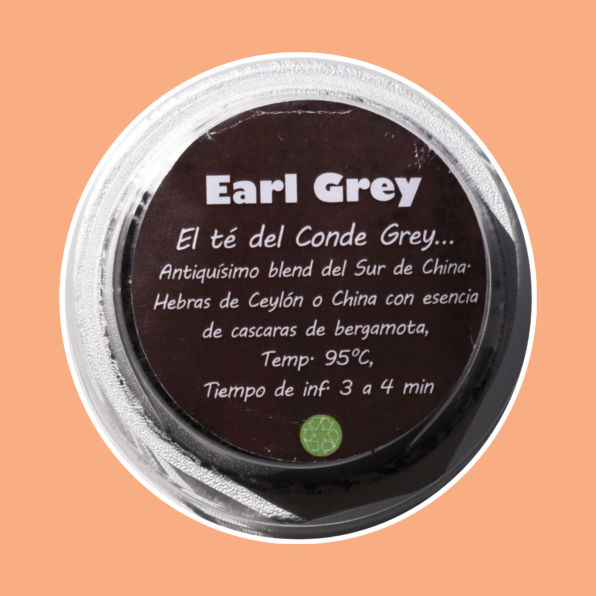 Earl Grey
El té del Conde Grey...
Antiquísimo blend del Sur de China·
Hebras de Ceylón o China con esencia
de cascaras de bergamota,
Temp· 95ºC,
Tiempo de inf· 3 a 4 min